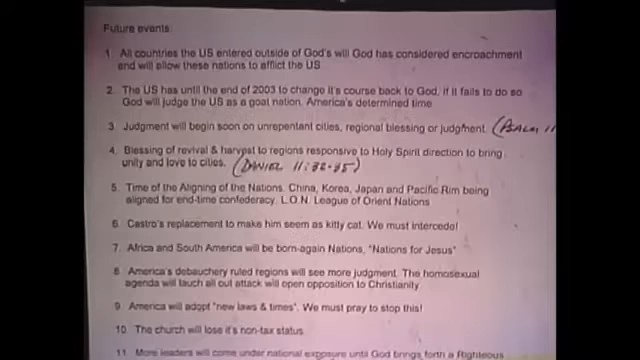 Future events:
1. All countries the US entered outside of God's will God has considered encroachment
and will allow these nations to afflict the US
2. The US has until the end of 2003 to change it's course back to God, if it fails to do so
God will judge the US as a goat nation. America's determined time
3. Judgment will begin soon on unrepentant cities, regional blessing or judgment. (PSALM 11
4. Blessing of revival & harvest to regions responsive to Holy Spirit direction to bring
unity and love to cities. (DANIEL 11:32-35)
5. Time of the Aligning of the Nations. China, Korea, Japan and Pacific Rim being
aligned for end-time confederacy. L.O.N. League of Orient Nations
6. Castro's replacement to make him seem as kitty cat. We must intercede!
7. Africa and South America will be born-again Nations, "Nations for Jesus"
8. America's debauchery ruled regions will see more judgment. The homosexual
agenda will lauch all out attack will open opposition to Christianity
9. America will adopt "new laws & times". We must pray to stop this!
10. The church will lose it's non-tax status.
11. More leaders will come under national exposure until God brings forth a Righteous